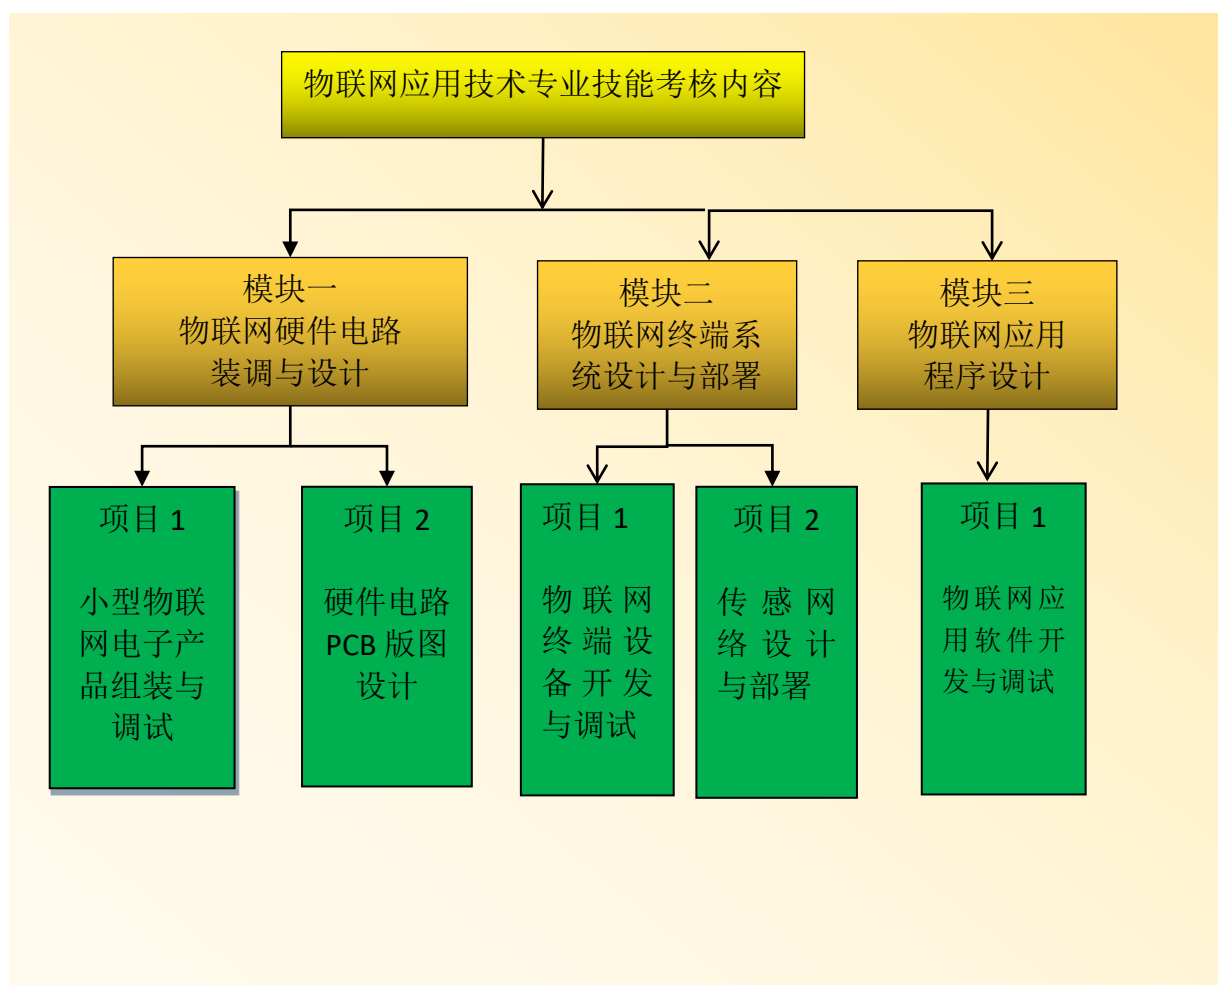 物联网应用技术专业技能考核内容
模块一
物联网硬件电路
装调与设计
模块二
物联网终端系
统设计与部署
模块三
物联网应用
程序设计
项目 1
小型物联
网电子产
品组装与
调试
项目 2
硬件电路
PCB 版图
设计
项目 1
物联网
终端设
备开发
与调试
项目 2
传感网
络设计
与部署
项目 1
物联网应
用软件开
发与调试